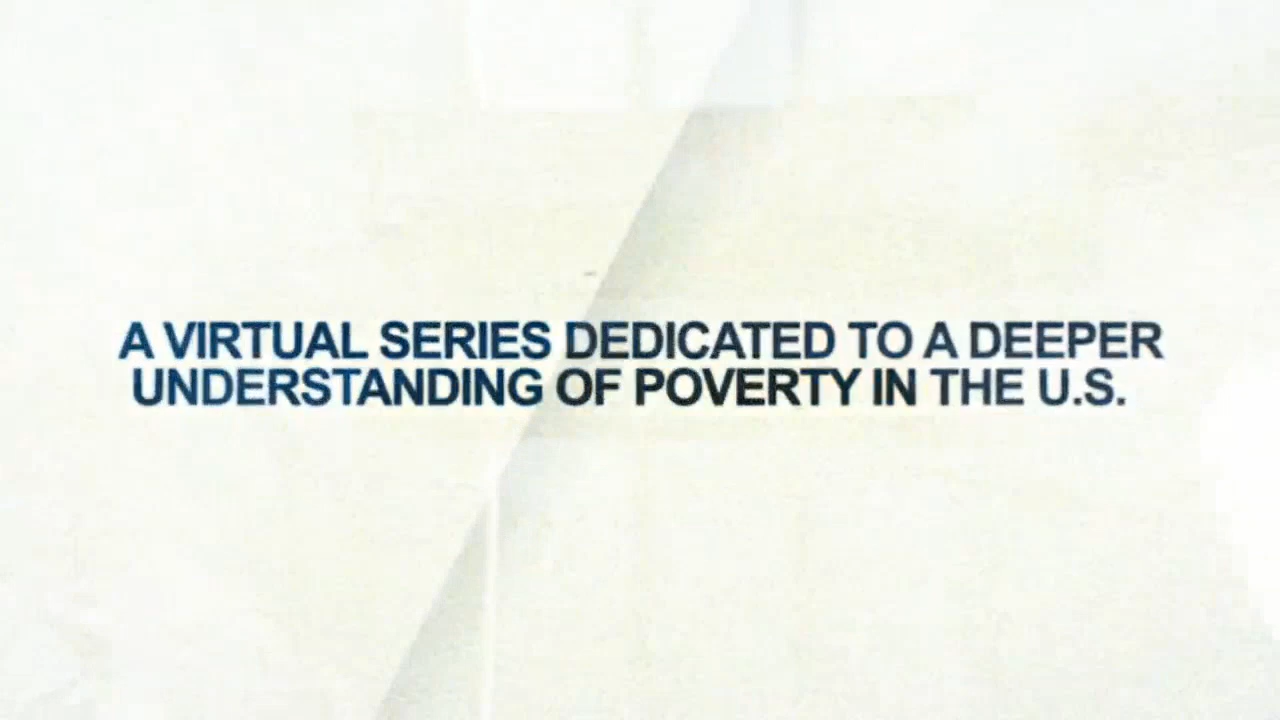 A VIRTUAL SERIES DEDICATED TO A DEEPER
UNDERSTANDING OF POVERTY IN THE U.S.